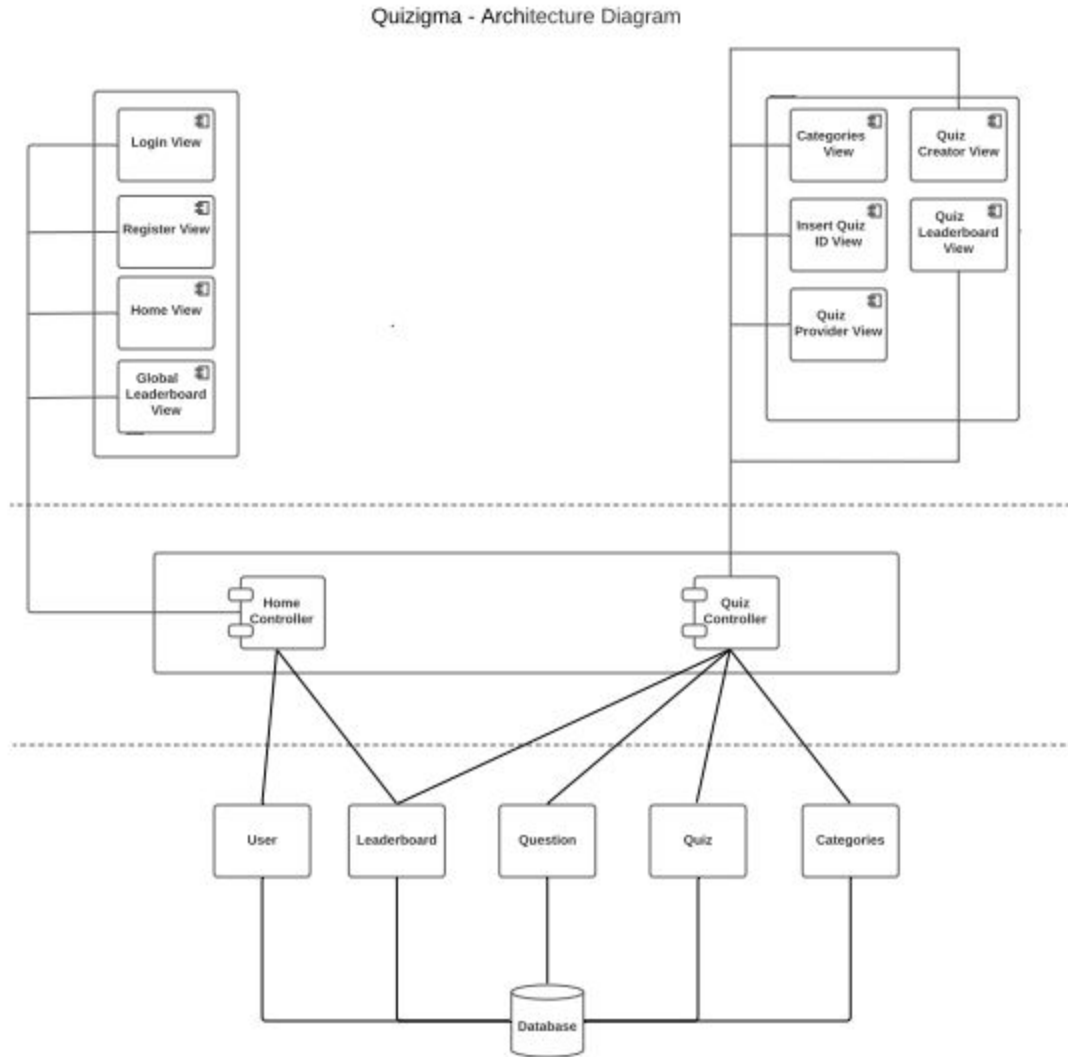 Quizigma - Architecture Diagram
Login View
Register View
Home View
Global
Leaderboard
View
Categories
View
Quiz
Creator View
Insert Quiz
ID View
Quiz
Leaderboard
View
Quiz
Provider View
Home
Controller
Quiz
Controller
User
Leaderboard
Question
Quiz
Categories
Database